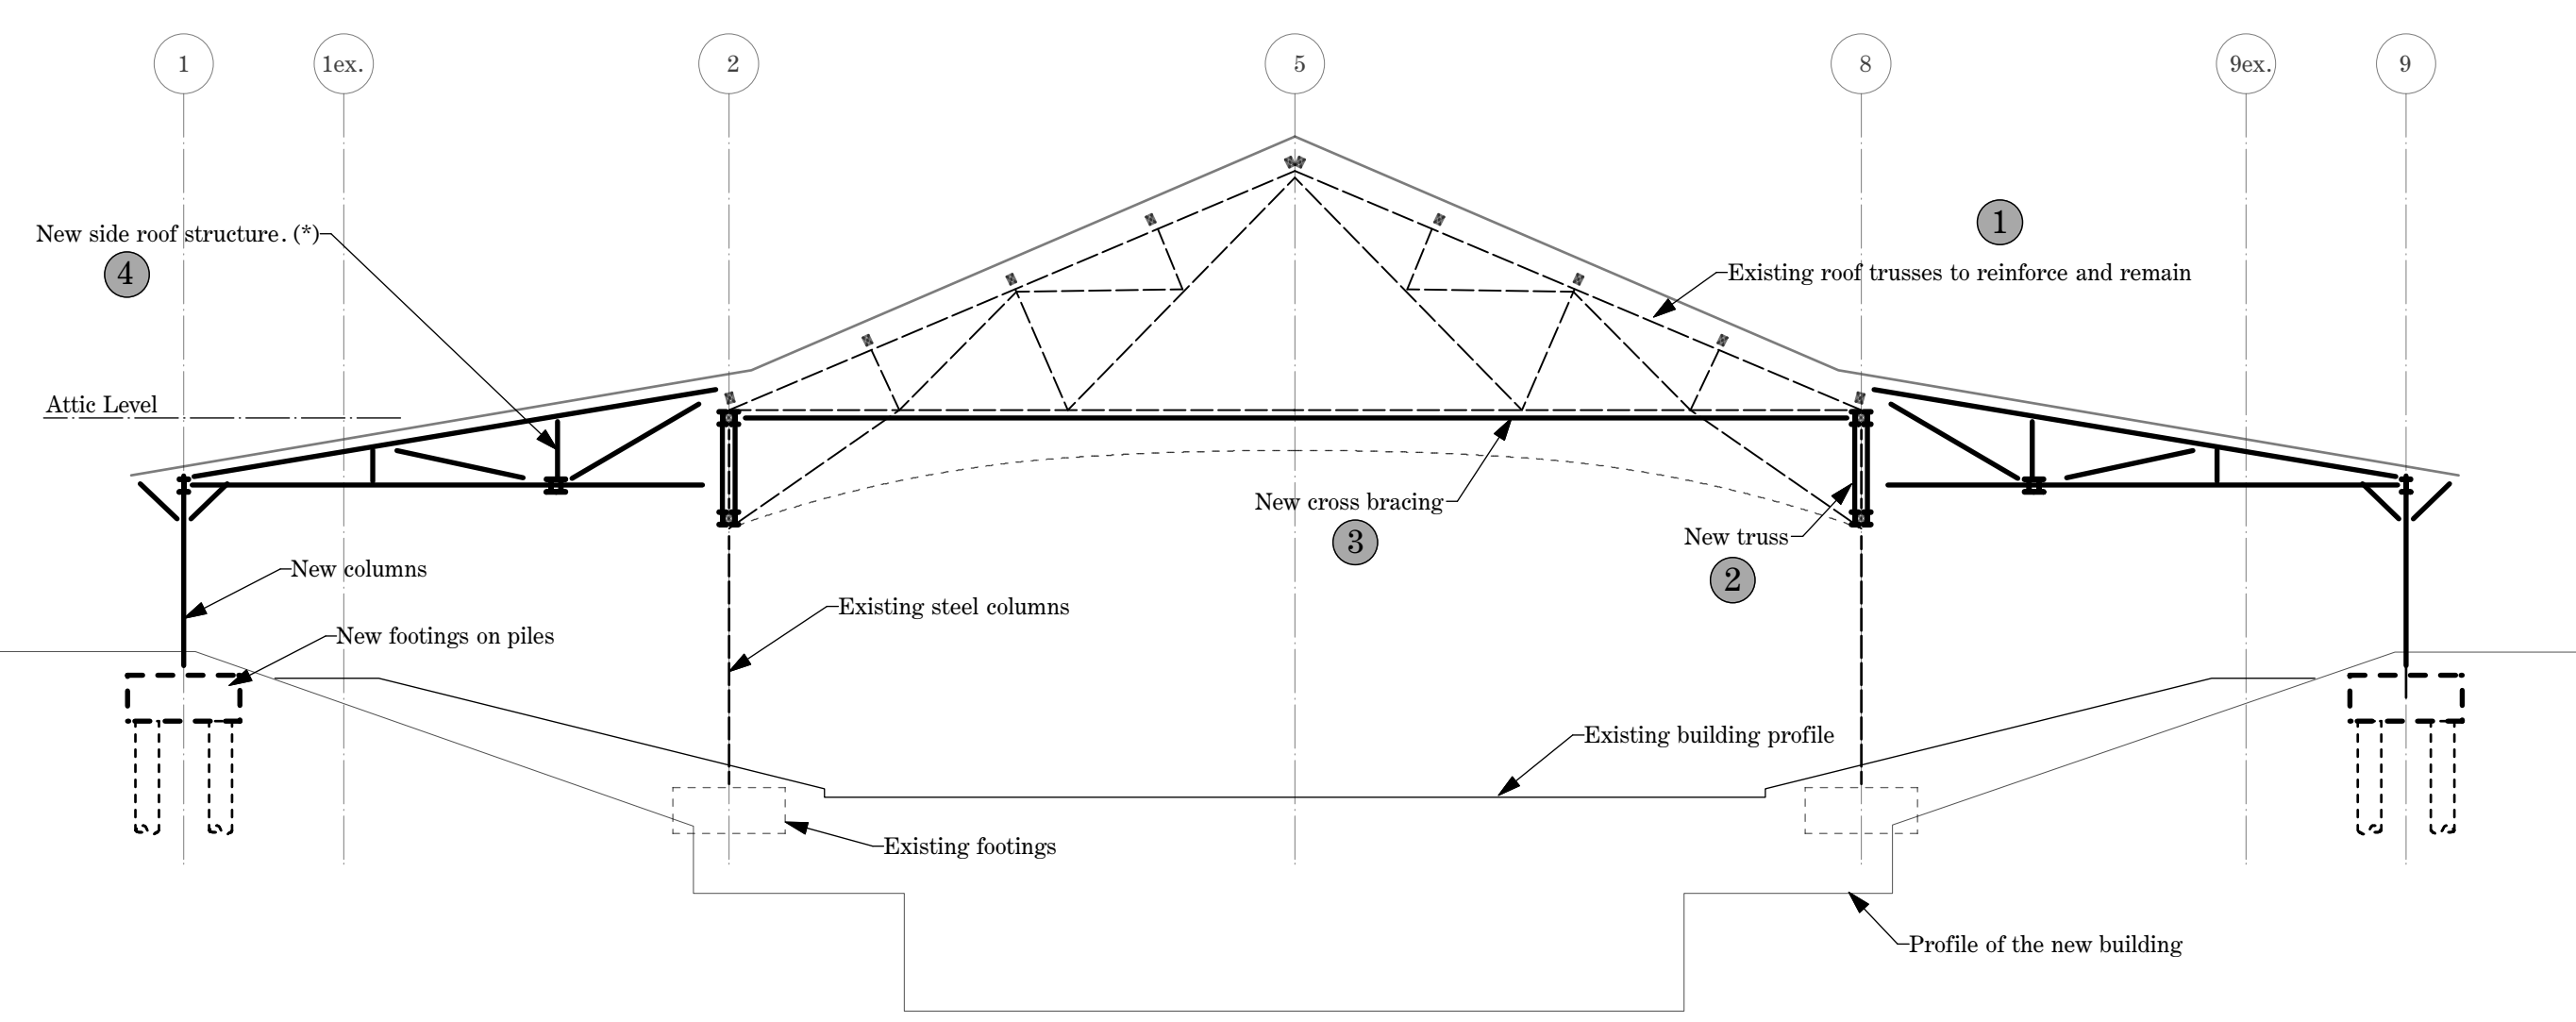 1
1ex.
2
5
8
9ex.
9
1
New side roof structure. (*)
4
Existing roof trusses to reinforce and remain
Attic Level
New cross bracing
3
New truss
2
New columns
Existing steel columns
New footings on piles
Existing building profile
Existing footings
Profile of the new building